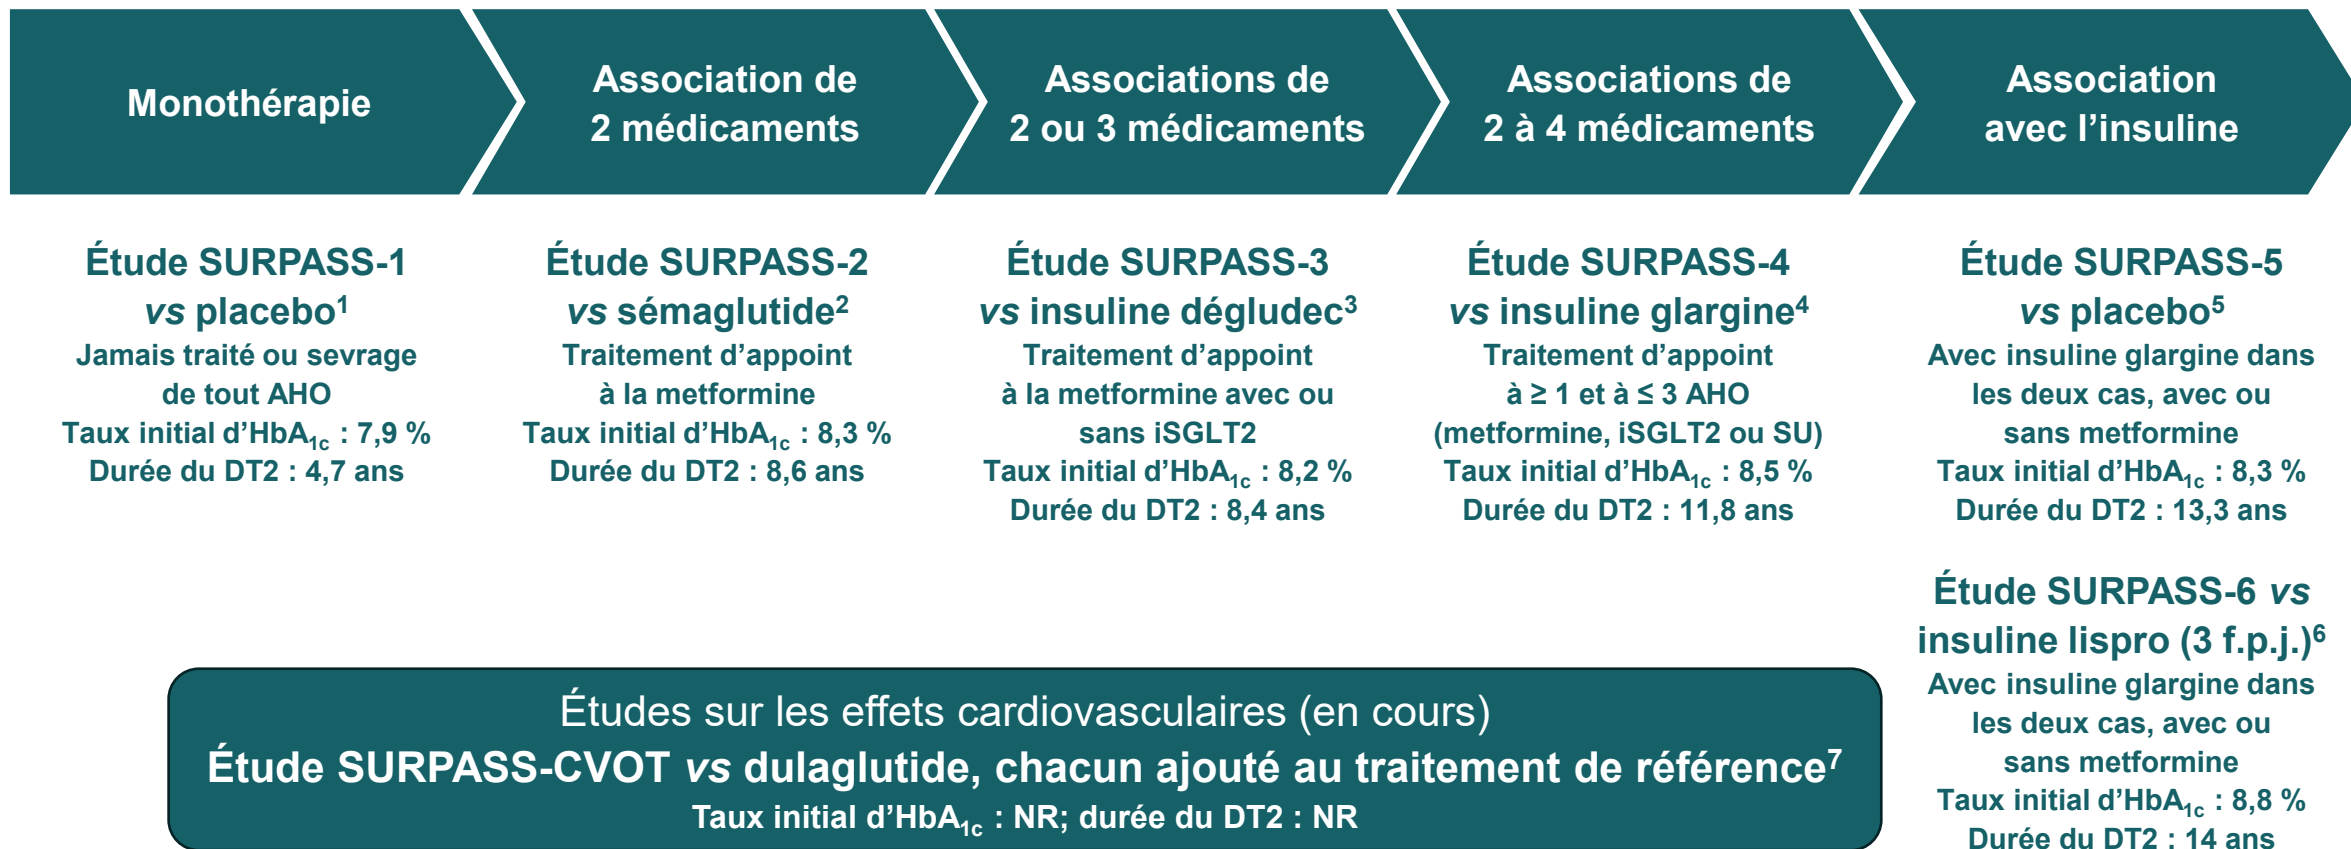 Monothérapie
Association de
2 médicaments
Associations de
2 ou 3 médicaments
Associations de
2 à 4 médicaments
Association
avec l’insuline
Étude SURPASS-1
vs placebo¹
Jamais traité ou sevrage
de tout AHO
Taux initial d’HbA1c : 7,9 %
Durée du DT2 : 4,7 ans
Étude SURPASS-2
vs sémaglutide²
Traitement d’appoint
à la metformine
Taux initial d’HbA1c : 8,3 %
Durée du DT2 : 8,6 ans
Étude SURPASS-3
vs insuline dégludec³
Traitement d’appoint
à la metformine avec ou
sans iSGLT2
Taux initial d’HbA1c : 8,2 %
Durée du DT2 : 8,4 ans
Étude SURPASS-4
vs insuline glargine⁴
Traitement d’appoint
à ≥ 1 et à ≤ 3 AHO
(metformine, iSGLT2 ou SU)
Taux initial d’HbA1c : 8,5 %
Durée du DT2 : 11,8 ans
Étude SURPASS-5
vs placebo⁵
Avec insuline glargine dans
les deux cas, avec ou
sans metformine
Taux initial d’HbA1c : 8,3 %
Durée du DT2 : 13,3 ans
Étude SURPASS-6 vs
insuline lispro (3 f.p.j.)⁶
Avec insuline glargine dans
les deux cas, avec ou
sans metformine
Taux initial d’HbA1c : 8,8 %
Durée du DT2 : 14 ans
Études sur les effets cardiovasculaires (en cours)
Étude SURPASS-CVOT vs dulaglutide, chacun ajouté au traitement de référence⁷
Taux initial d’HbA1c : NR; durée du DT2 : NR